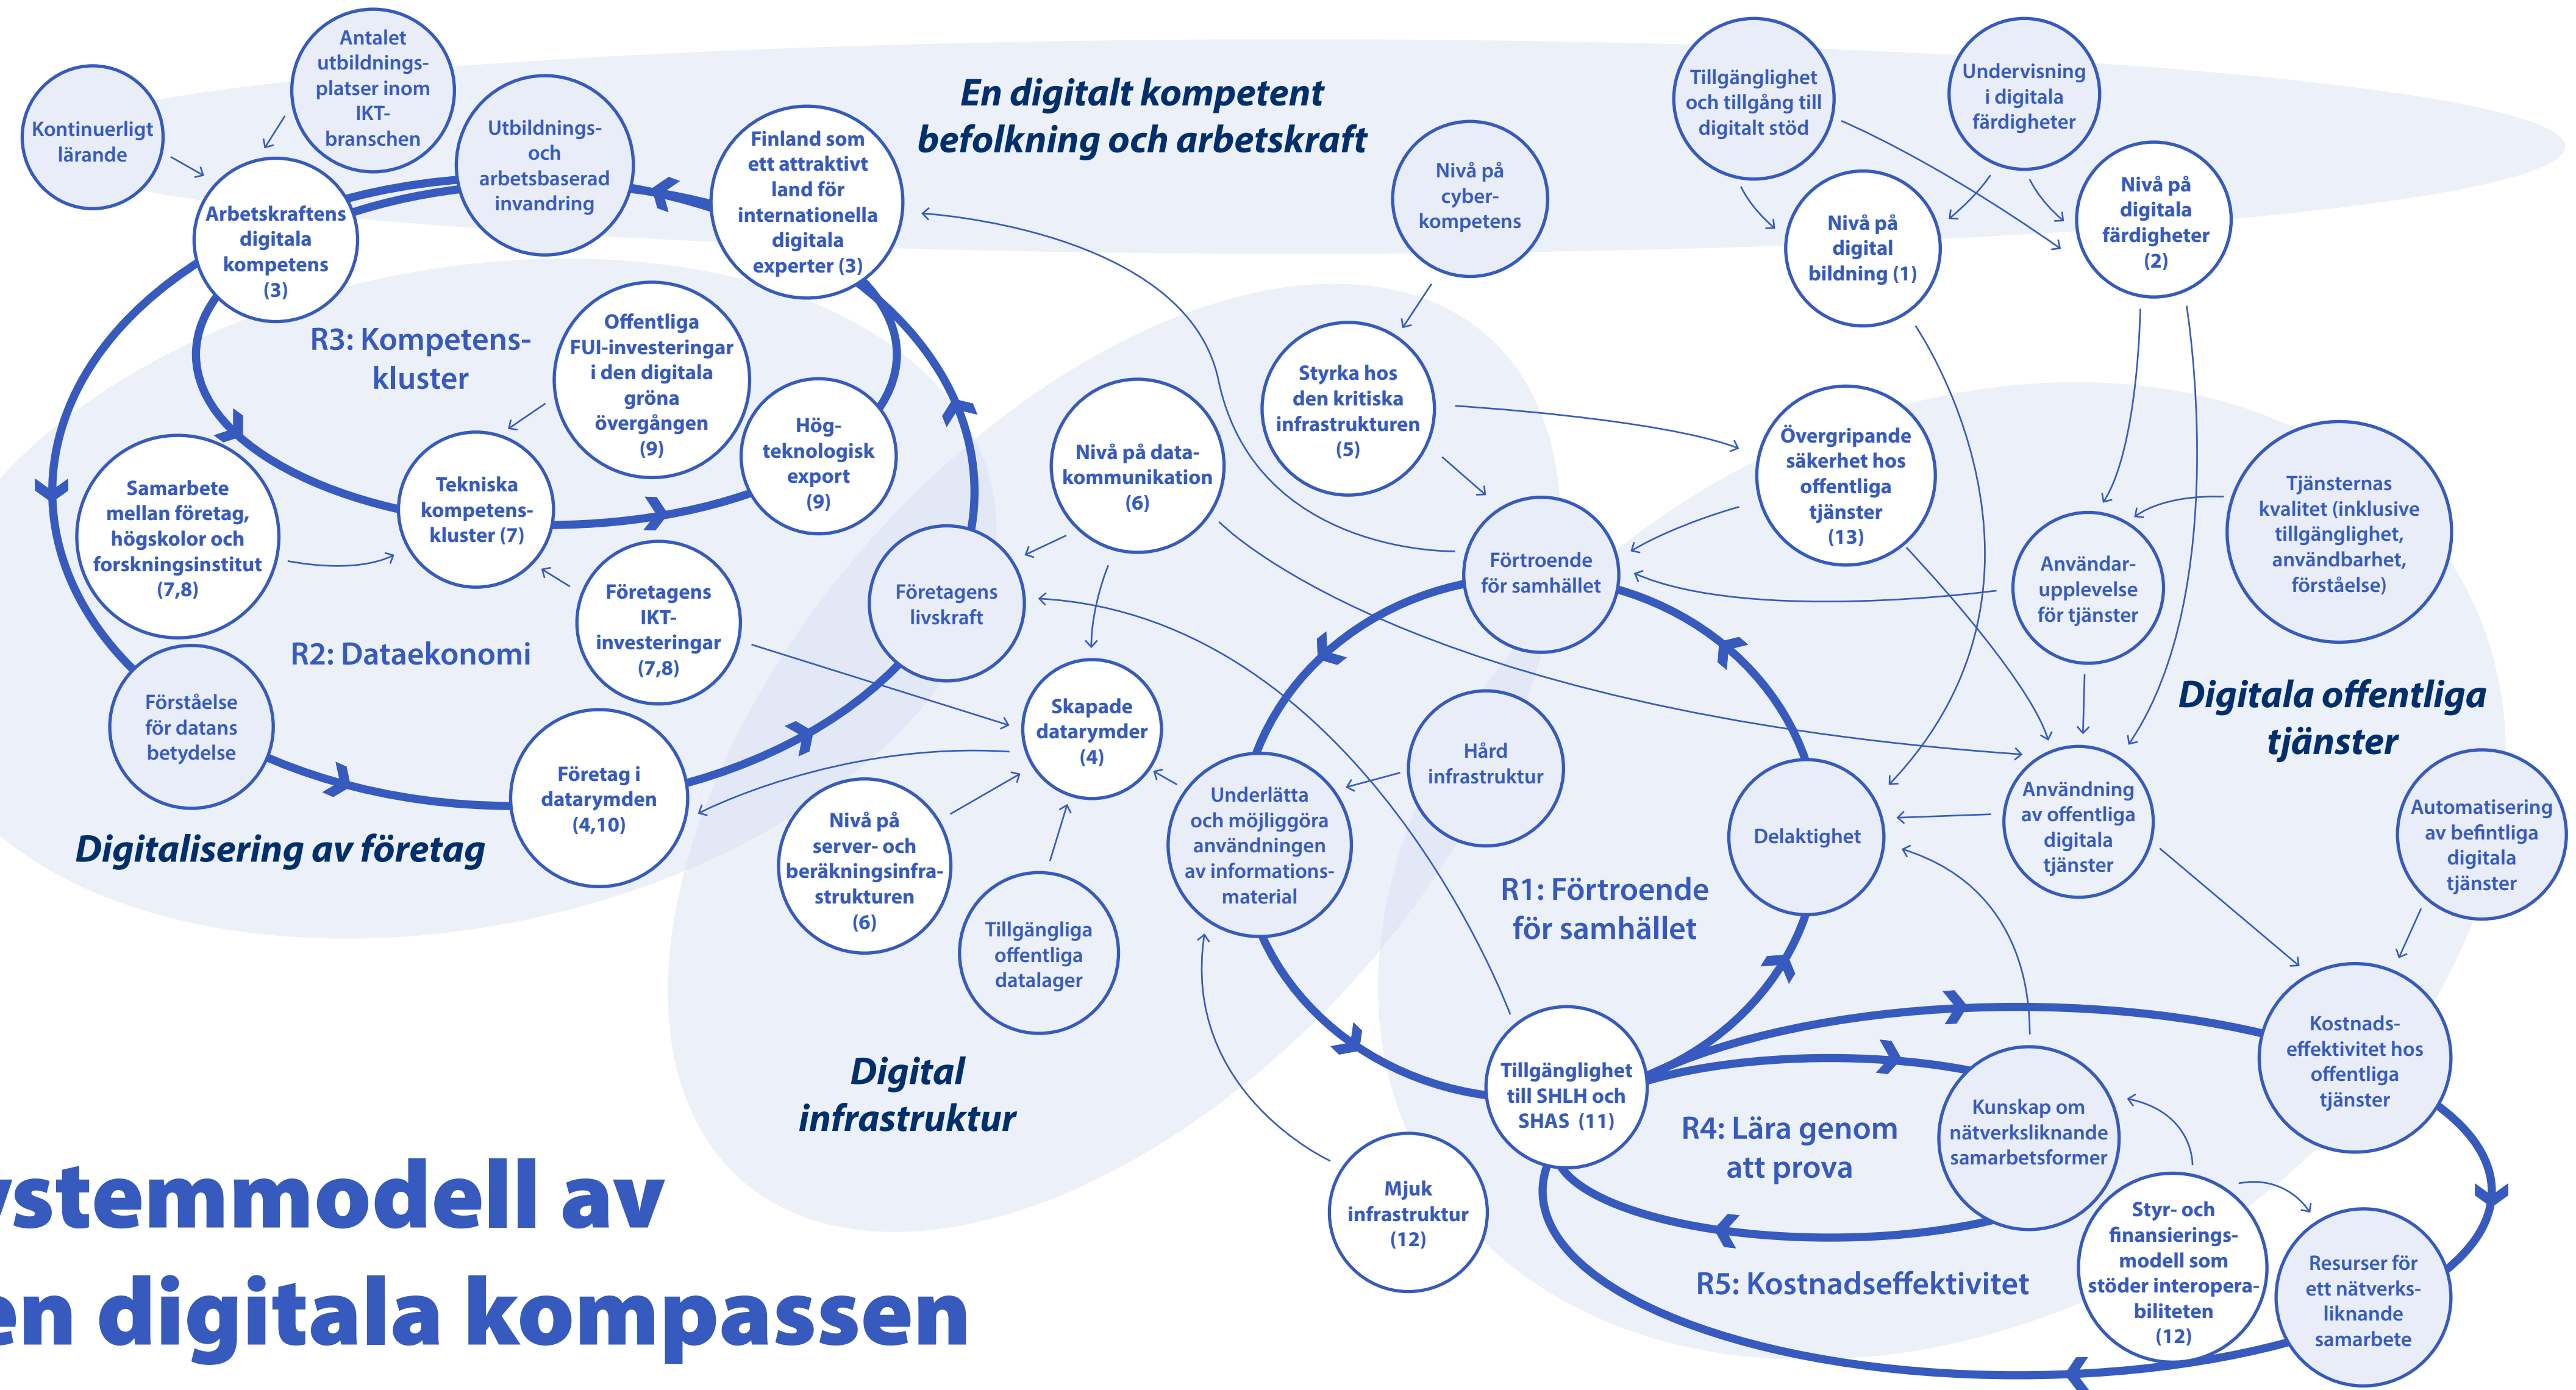 Kontinuerligt
lärande
Antalet
utbildnings-
platser inom
IKT-
branschen
Utbildnings-
och
arbetsbaserad
invandring
Finland som
ett attraktivt
land för
internationella
digitala
experter (3)
En digitalt kompetent
befolkning och arbetskraft
Nivå på
cyber-
kompetens
Tillgänglighet
och tillgång till
digitalt stöd
Undervisning
i digitala
färdigheter
Nivå på
digital
bildning (1)
Nivå på
digitala
färdigheter
(2)
Arbetskraftens
digitala
kompetens
(3)
R3: Kompetens-
kluster
Offentliga
FUI-investeringar
i den digitala
gröna
övergången
(9)
Hög-
teknologisk
export
(9)
Samarbete
mellan företag,
högskolor och
forskningsinstitut
(7,8)
Tekniska
kompetens-
kluster (7)
Företagens
IKT-
investeringar
(7,8)
R2: Dataekonomi
Förståelse
för datans
betydelse
Företag i
datarymden
(4,10)
Digitalisering av företag
Företagens
livskraft
Nivå på data-
kommunikation
(6)
Styrka hos
den kritiska
infrastrukturen
(5)
Förtroende
för samhället
Övergripande
säkerhet hos
offentliga
tjänster
(13)
Användar-
upplevelse
för tjänster
Tjänsternas
kvalitet (inklusive
tillgänglighet,
användbarhet,
förståelse)
Digitala offentliga
tjänster
Skapade
datarymder
(4)
Nivå på
server- och
beräkningsinfra-
strukturen
(6)
Tillgängliga
offentliga
datalager
Underlätta
och möjliggöra
användningen
av informations-
material
Hård
infrastruktur
R1: Förtroende
för samhället
Delaktighet
Användning
av offentliga
digitala
tjänster
Automatisering
av befintliga
digitala
tjänster
Digital
infrastruktur
Tillgänglighet
till SHLH och
SHAS (11)
Mjuk
infrastruktur
(12)
R4: Lära genom
att prova
Kunskap om
nätverksliknande
samarbetsformer
Kostnads-
effektivitet hos
offentliga
tjänster
R5: Kostnadseffektivitet
Styr- och
finansierings-
modell som
stöder interopera-
biliteten
(12)
Resurser för
ett nätverks-
liknande
samarbete
ystemmodell av
en digitala kompassen